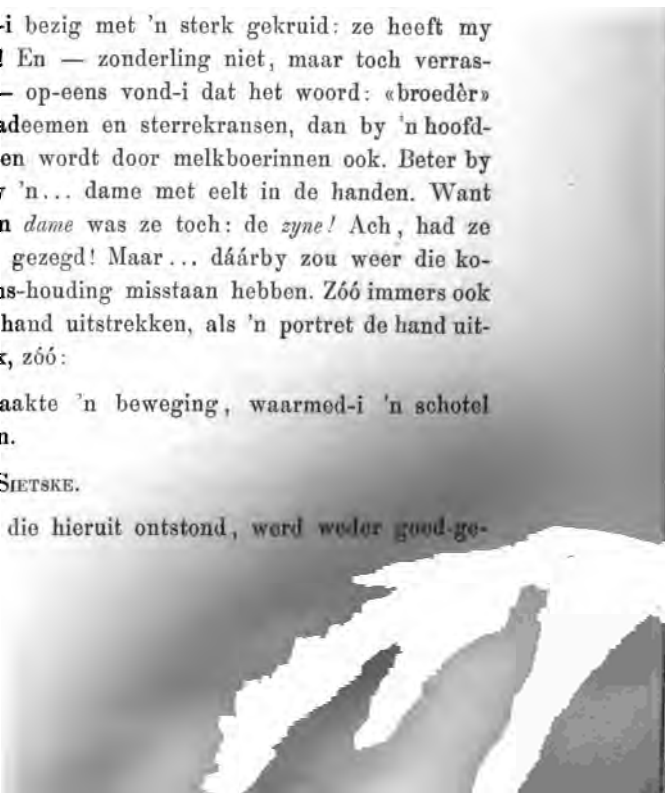 -i bezig met 'n sterk gekruid: ze heeft my
! En — zonderling niet, maar toch verras-
— op-eens vond-i dat het woord: «broedèr»
adeemen en sterrekransen, dan by 'n hoofd-
en wordt door melkboerinnen ook. Beter by
'n... dame met eelt in de handen. Want
n dame was ze toch: de zyne! Ach, had ze
gezegd! Maar... dáárby zou weer die ko-
s-houding misstaan hebben. Zóó immers ook
hand uitstrekken, als 'n portret de hand uit-
k, zóó:
aakte 'n beweging, waarmed-i 'n schotel
n.
SIETSKE.
die hieruit ontstond, werd weder goed-ge-